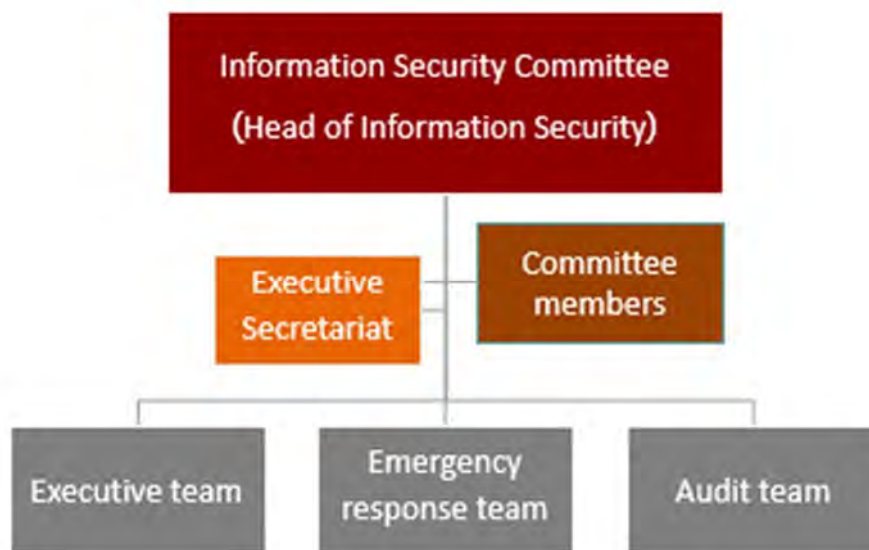 Information Security Committee
(Head of Information Security)
Executive
Secretariat
Committee
members
Executive team
Emergency
response team
Audit team